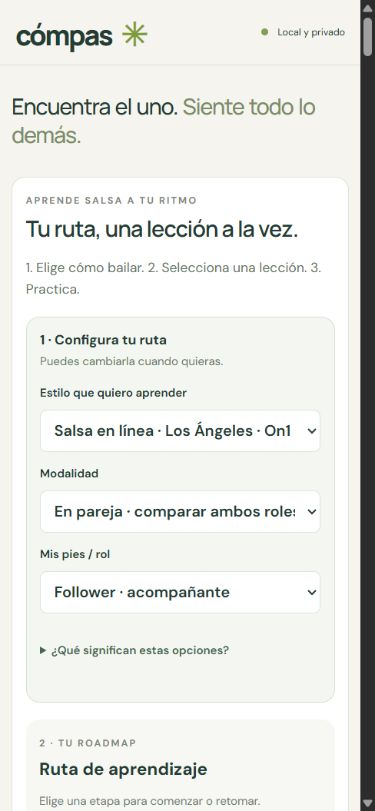 cómpas
Local y privado
Encuentra el uno. Siente todo lo
demás.
APRENDE SALSA A TU RITMO
Tu ruta, una lección a la vez.
1. Elige cómo bailar. 2. Selecciona una lección. 3.
Practica.
1 · Configura tu ruta
Puedes cambiarla cuando quieras.
Estilo que quiero aprender
Salsa en línea · Los Ángeles · On1
Modalidad
En pareja · comparar ambos roles
Mis pies / rol
Follower · acompañante
¿Qué significan estas opciones?
2 · TU ROADMAP
Ruta de aprendizaje
Elige una etapa para comenzar o retomar.